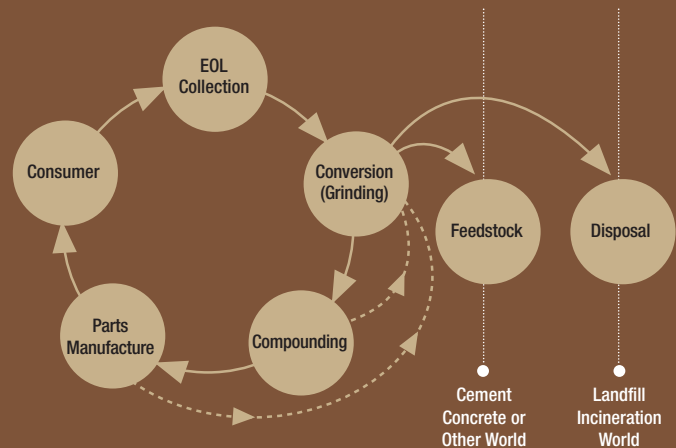 EOL
Collection
Consumer
Conversion
(Grinding)
Feedstock
Disposal
Parts
Manufacture
Compounding
Cement
Concrete or
Other World
Landfill
Incineration
World